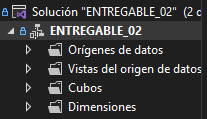 Solución "ENTREGABLE_02" (2 d
ENTREGABLE_02
Orígenes de datos
Vistas del origen de datos
Cubos
Dimensiones